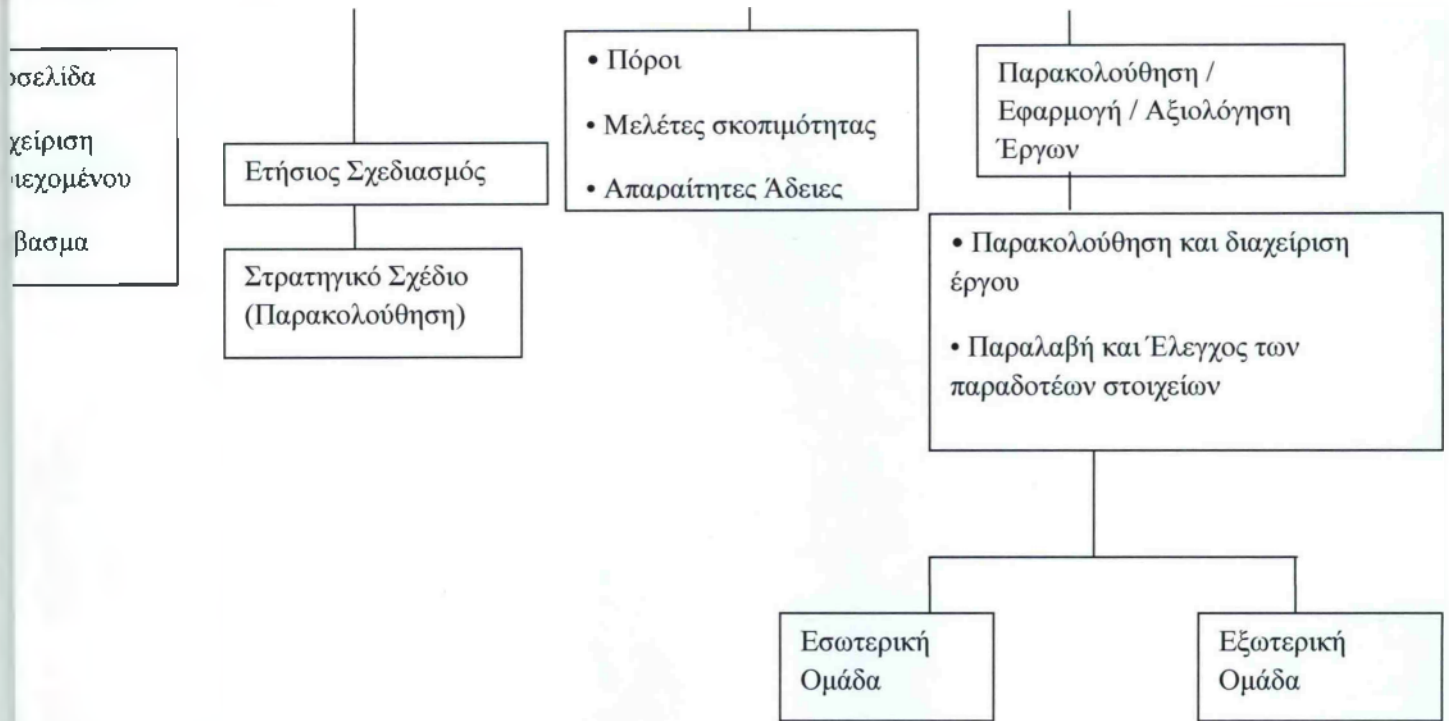 • Πόροι
• Μελέτες σκοπιμότητας
• Απαραίτητες Άδειες
Παρακολούθηση /
Εφαρμογή / Αξιολόγηση
Έργων
Ετήσιος Σχεδιασμός
Στρατηγικό Σχέδιο
(Παρακολούθηση)
• Παρακολούθηση και διαχείριση
έργου
• Παραλαβή και Έλεγχος των
παραδοτέων στοιχείων
Εσωτερική
Ομάδα
Εξωτερική
Ομάδα